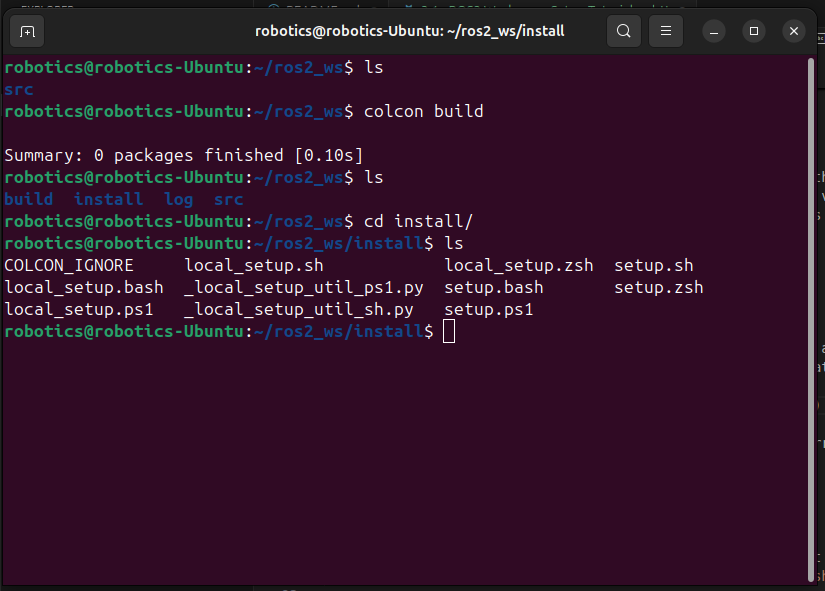 robotics@robotics-Ubuntu: ~/ros2_ws/install
robotics@robotics-Ubuntu:~/ros2_ws$ ls
src
robotics@robotics-Ubuntu:~/ros2_ws$ colcon build
Summary: 0 packages finished [0.10s]
robotics@robotics-Ubuntu:~/ros2_ws$ ls
build  install  log  src
robotics@robotics-Ubuntu:~/ros2_ws$ cd install/
robotics@robotics-Ubuntu:~/ros2_ws/install$ ls
COLCON_IGNORE     local_setup.sh            local_setup.zsh  setup.sh
local_setup.bash  _local_setup_util_ps1.py  setup.bash       setup.zsh
local_setup.ps1   _local_setup_util_sh.py   setup.ps1
robotics@robotics-Ubuntu:~/ros2_ws/install$